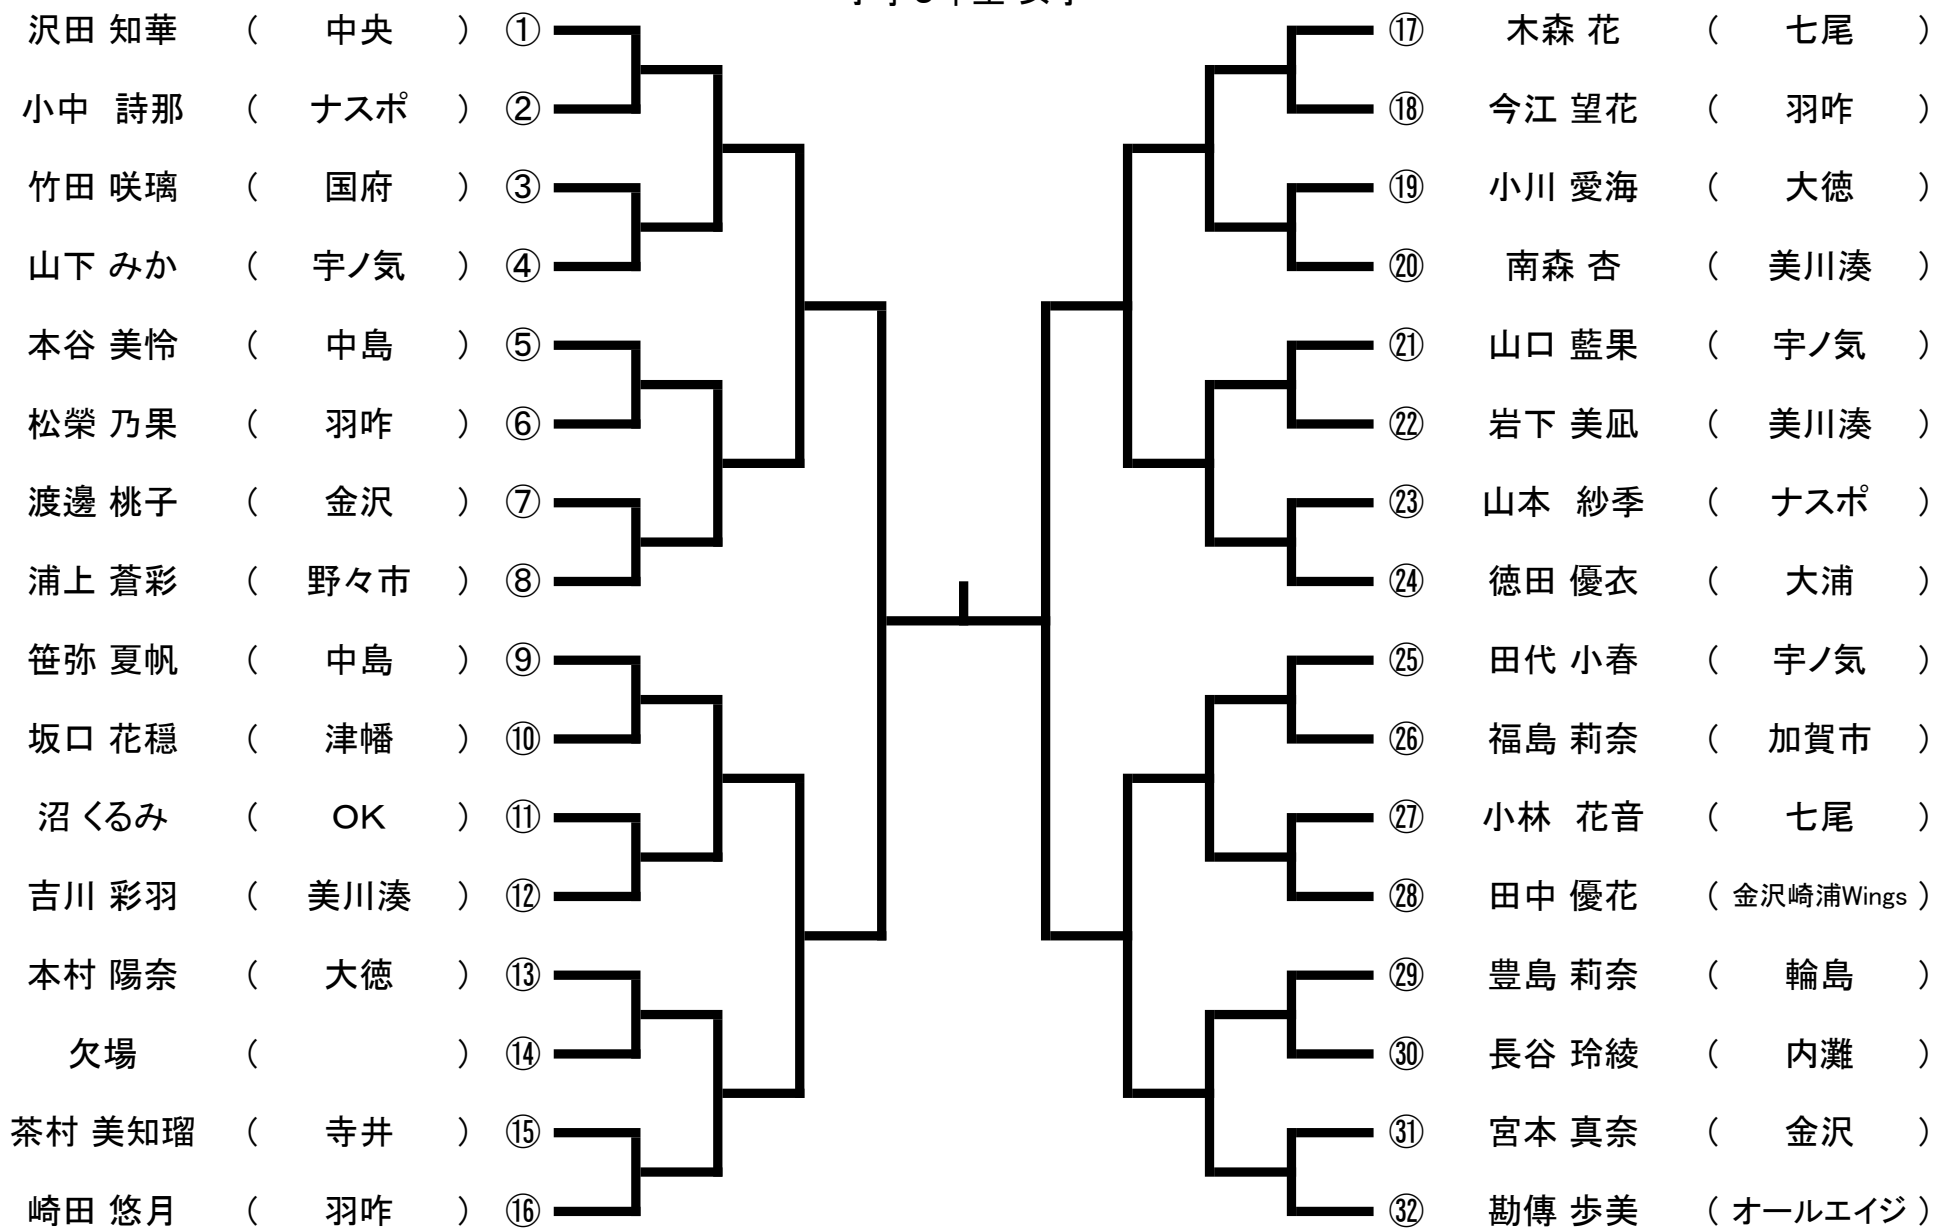 沢田 知華 ( 中央 ) ①
小中 詩那 ( ナスポ ) ②
竹田 咲璃 ( 国府 ) ③
山下 みか ( 宇ノ気 ) ④
本谷 美怜 ( 中島 ) ⑤
松榮 乃果 ( 羽咋 ) ⑥
渡邊 桃子 ( 金沢 ) ⑦
浦上 蒼彩 ( 野々市 ) ⑧
笹弥 夏帆 ( 中島 ) ⑨
坂口 花穏 ( 津幡 ) ⑩
沼 くるみ ( OK ) ⑪
吉川 彩羽 ( 美川湊 ) ⑫
本村 陽奈 ( 大徳 ) ⑬
欠場 ( ) ⑭
茶村 美知瑠 ( 寺井 ) ⑮
崎田 悠月 ( 羽咋 ) ⑯
⑰ 木森 花 ( 七尾 )
⑱ 今江 望花 ( 羽咋 )
⑲ 小川 愛海 ( 大徳 )
⑳ 南森 杏 ( 美川湊 )
㉑ 山口 藍果 ( 宇ノ気 )
㉒ 岩下 美凪 ( 美川湊 )
㉓ 山本 紗季 ( ナスポ )
㉔ 徳田 優衣 ( 大浦 )
㉕ 田代 小春 ( 宇ノ気 )
㉖ 福島 莉奈 ( 加賀市 )
㉗ 小林 花音 ( 七尾 )
㉘ 田中 優花 ( 金沢崎浦Wings )
㉙ 豊島 莉奈 ( 輪島 )
㉚ 長谷 玲綾 ( 内灘 )
㉛ 宮本 真奈 ( 金沢 )
㉜ 勘傳 歩美 ( オールエイジ )